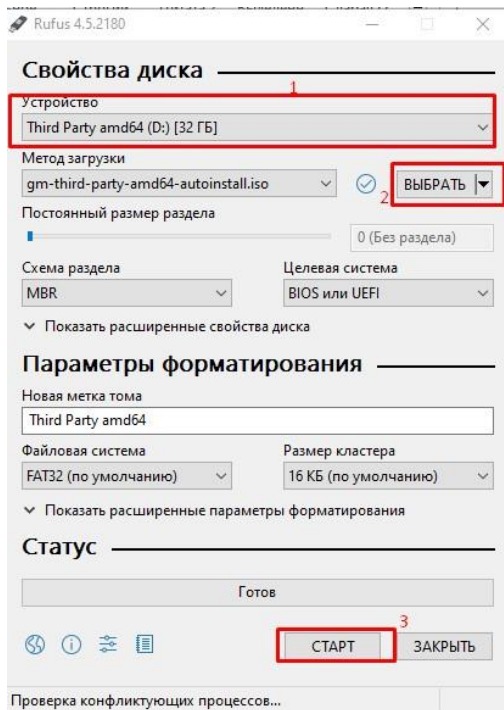 Rufus 4.5.2180
Свойства диска
1
Устройство
Third Party amd64 (D:) [32 ГБ]
Метод загрузки
gm-third-party-amd64-autoinstall.iso
2
ВЫБРАТЬ
Постоянный размер раздела
0 (Без раздела)
Схема раздела Целевая система
MBR BIOS или UEFI
Показать расширенные свойства диска
Параметры форматирования
Новая метка тома
Third Party amd64
Файловая система Размер кластера
FAT32 (по умолчанию) 16 КБ (по умолчанию)
Показать расширенные параметры форматирования
Статус
Готов
3
СТАРТ ЗАКРЫТЬ
Проверка конфликтующих процессов...